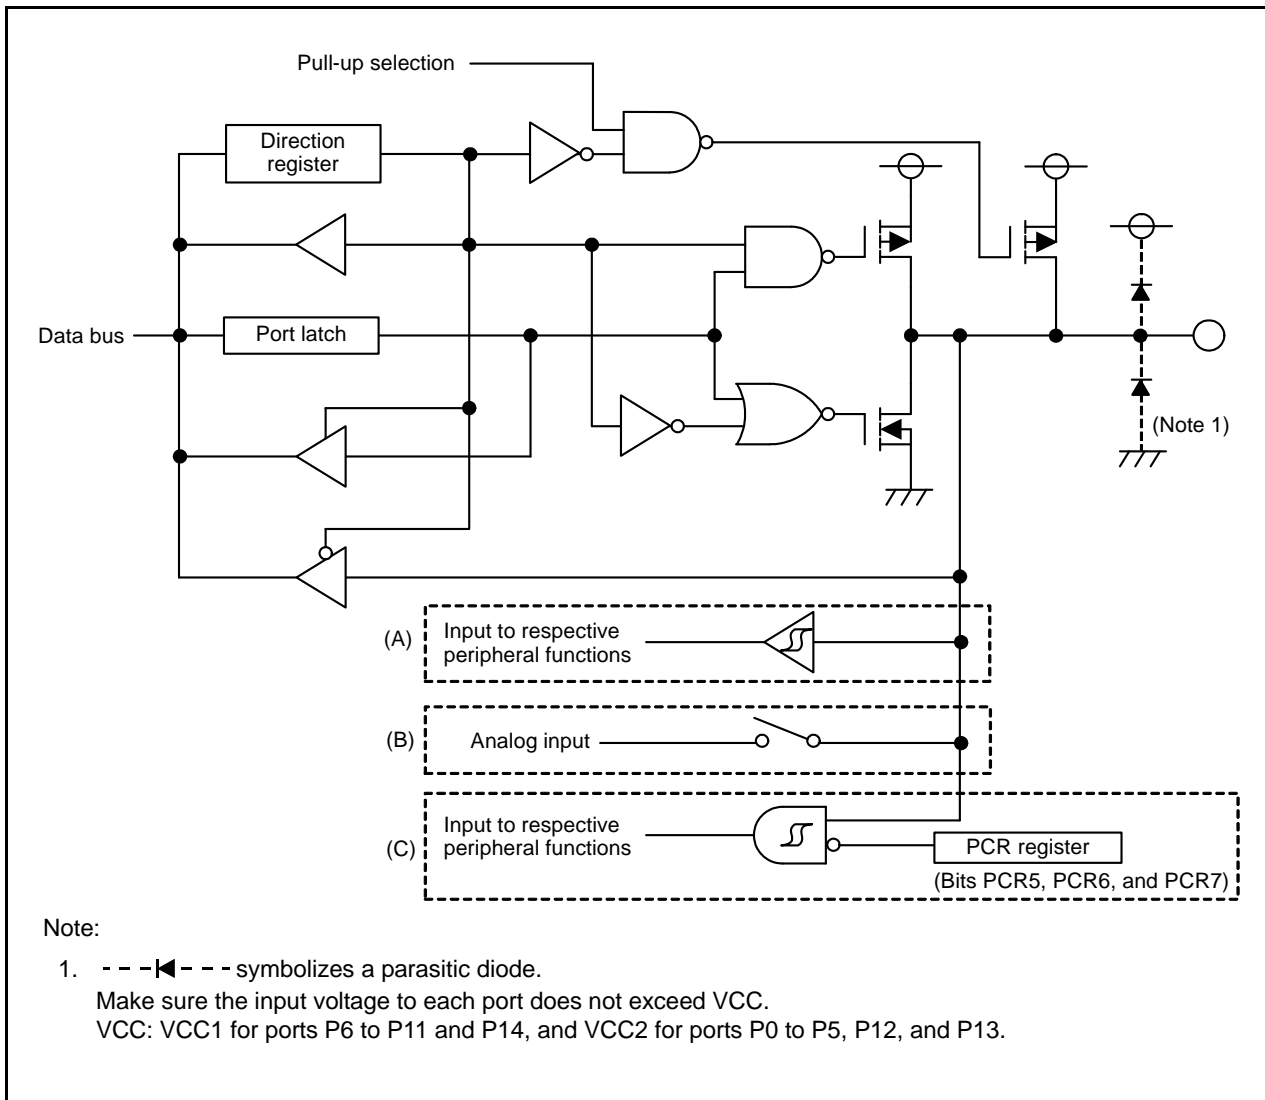 Pull-up selection
Direction
register
Data bus
Port latch
(Note 1)
(A)
Input to respective
peripheral functions
(B)
Analog input
(C)
Input to respective
peripheral functions
PCR register
(Bits PCR5, PCR6, and PCR7)
Note:
1. symbolizes a parasitic diode.
Make sure the input voltage to each port does not exceed VCC.
VCC: VCC1 for ports P6 to P11 and P14, and VCC2 for ports P0 to P5, P12, and P13.